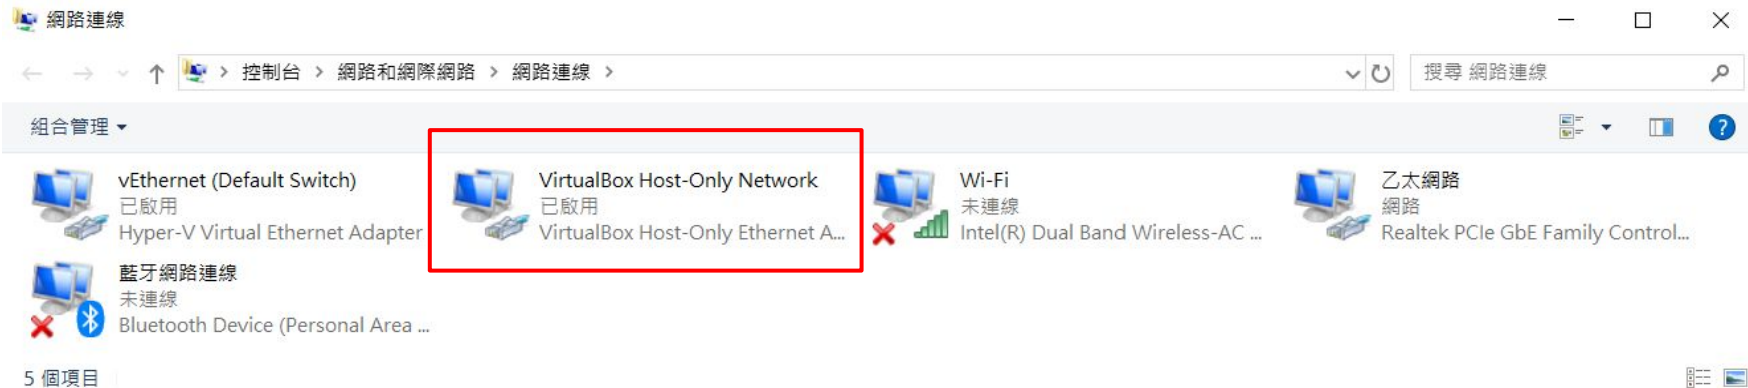 網路連線
控制台 > 網路和網際網路 > 網路連線 >
搜尋 網路連線
組合管理
vEthernet (Default Switch)
已啟用
Hyper-V Virtual Ethernet Adapter
VirtualBox Host-Only Network
已啟用
VirtualBox Host-Only Ethernet A...
Wi-Fi
未連線
Intel(R) Dual Band Wireless-AC ...
乙太網路
網路
Realtek PCIe GbE Family Control...
藍牙網路連線
未連線
Bluetooth Device (Personal Area ...
5 個項目